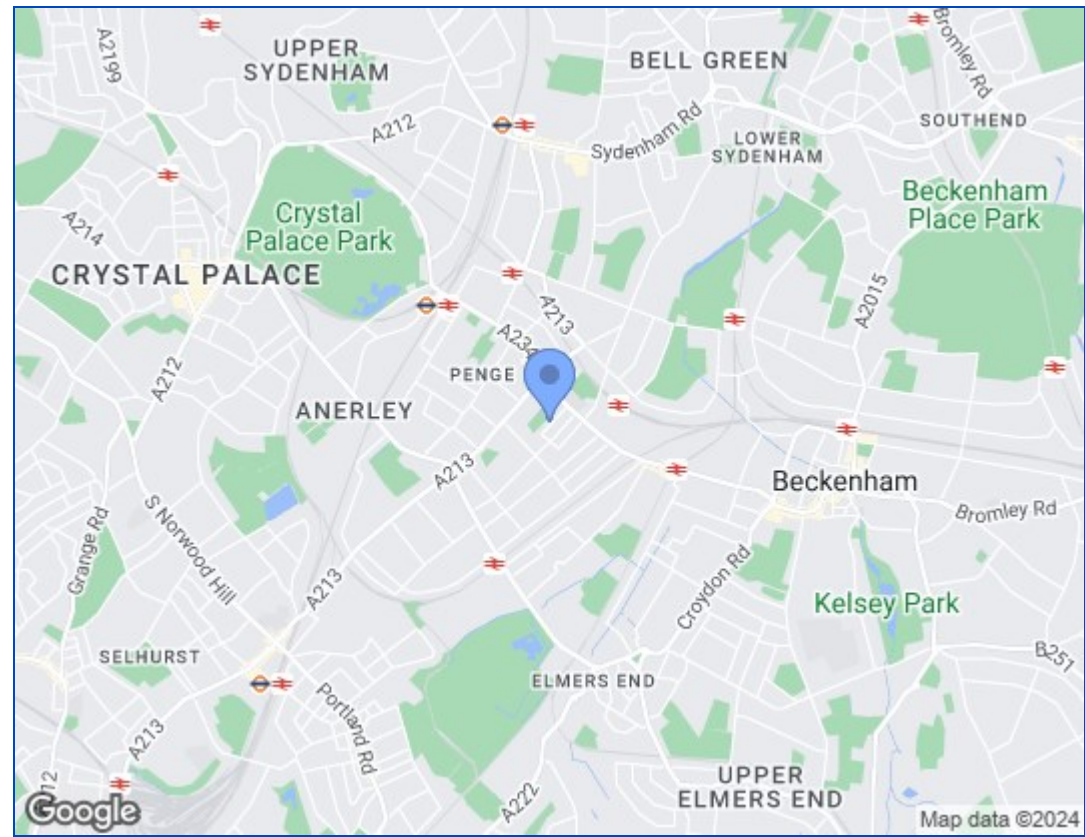 A2199
UPPER
SYDENHAM
BELL GREEN
Bromley Rd
SOUTHEND
A212
Sydenham Rd
LOWER
SYDENHAM
Beckenham
Place Park
Crystal
Palace Park
A214
CRYSTAL PALACE
A213
A2015
A234
PENGE
A212
ANERLEY
A213
Beckenham
S Norwood Hill
Bromley Rd
Grange Rd
Croydon Rd
A213
Kelsey Park
SELHURST
B251
ELMERS END
Portland Rd
A213
UPPER
ELMERS END
A222
Google
Map data ©2024